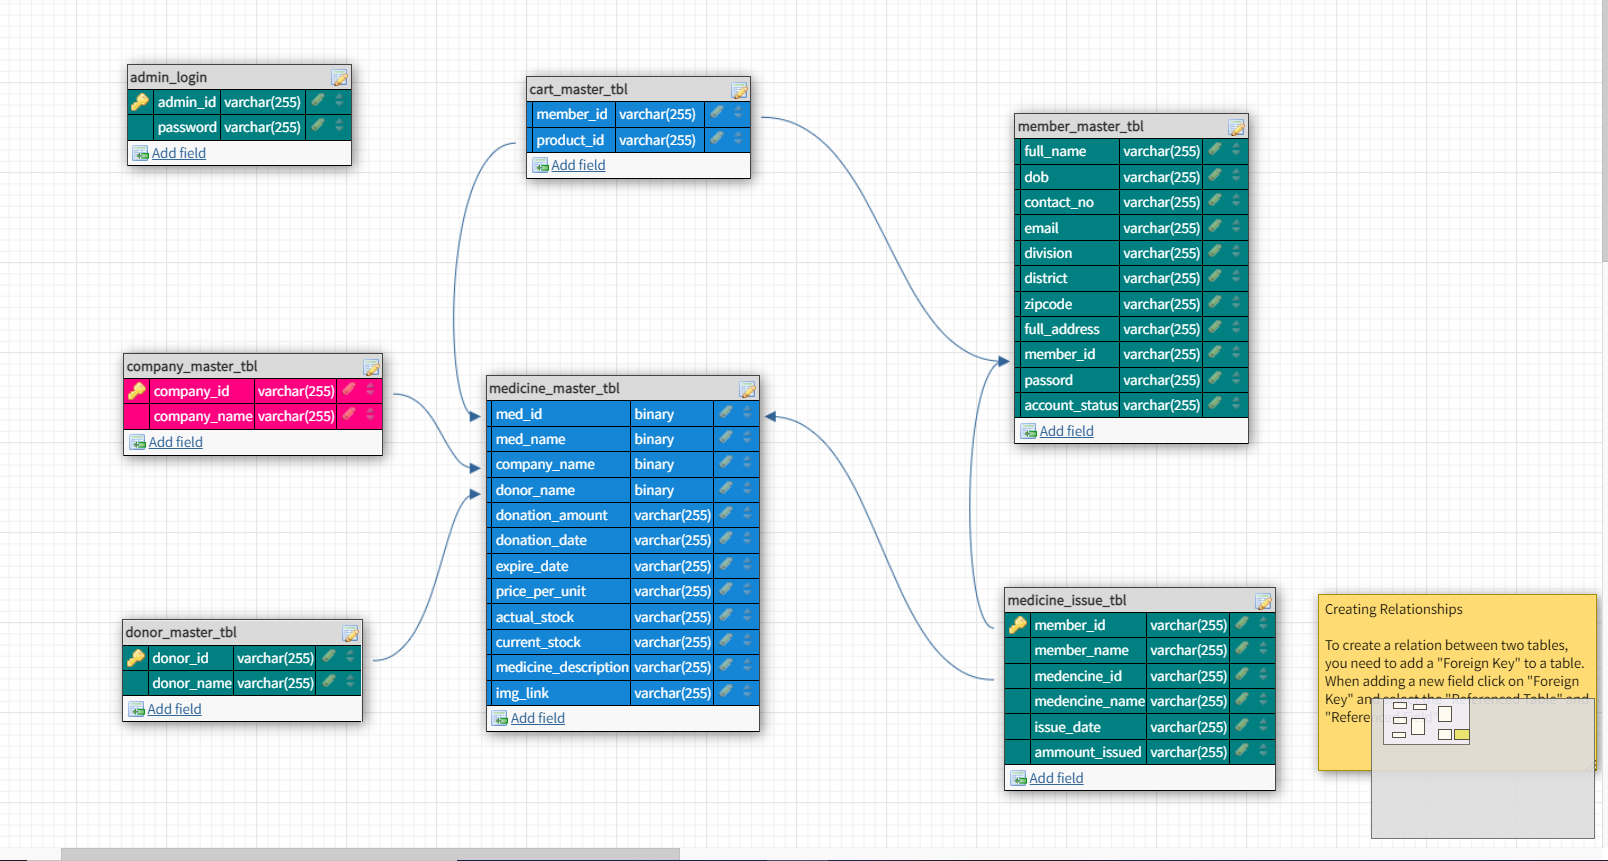 admin_login
admin_id varchar(255)
password varchar(255)
Add field
cart_master_tbl
member_id varchar(255)
product_id varchar(255)
Add field
member_master_tbl
full_name varchar(255)
dob varchar(255)
contact_no varchar(255)
email varchar(255)
division varchar(255)
district varchar(255)
zipcode varchar(255)
full_address varchar(255)
member_id varchar(255)
passord varchar(255)
account_status varchar(255)
Add field
company_master_tbl
company_id varchar(255)
company_name varchar(255)
Add field
medicine_master_tbl
med_id binary
med_name binary
company_name binary
donor_name binary
donation_amount varchar(255)
donation_date varchar(255)
expire_date varchar(255)
price_per_unit varchar(255)
actual_stock varchar(255)
current_stock varchar(255)
medicine_description varchar(255)
img_link varchar(255)
Add field
donor_master_tbl
donor_id varchar(255)
donor_name varchar(255)
Add field
medicine_issue_tbl
member_id varchar(255)
member_name varchar(255)
medencine_id varchar(255)
medencine_name varchar(255)
issue_date varchar(255)
ammount_issued varchar(255)
Add field
Creating Relationships
To create a relation between two tables,
you need to add a "Foreign Key" to a table.
When adding a new field click on "Foreign
Key" and select the "Referenced Table" and